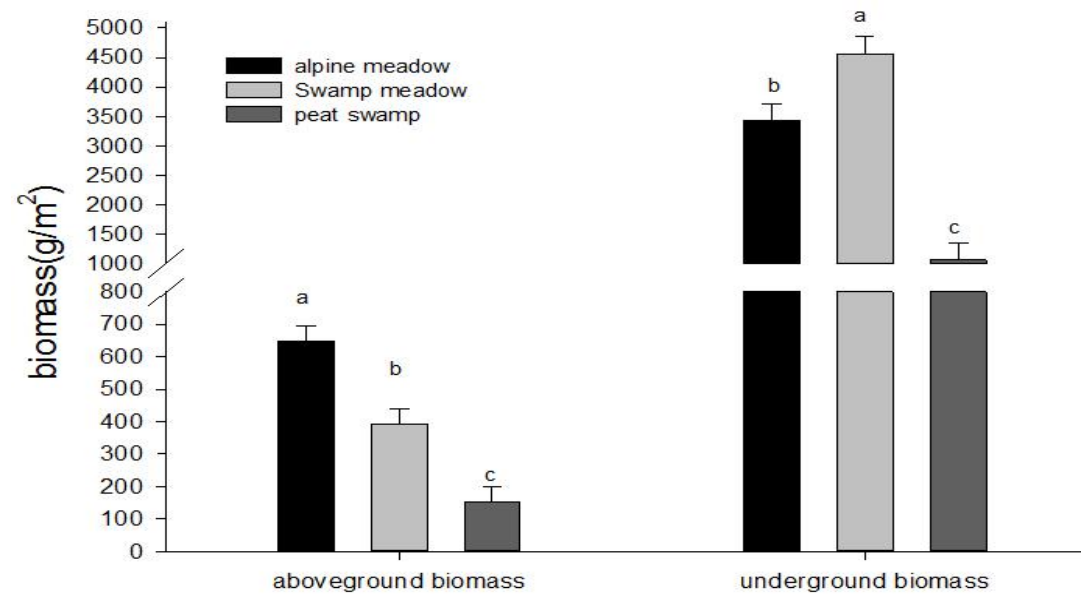 5000
4500
4000
3500
3000
2500
2000
1500
1000
800
700
600
500
400
300
200
100
0
biomass(g/m²)
alpine meadow
Swamp meadow
peat swamp
a
b
c
b
a
c
aboveground biomass
underground biomass